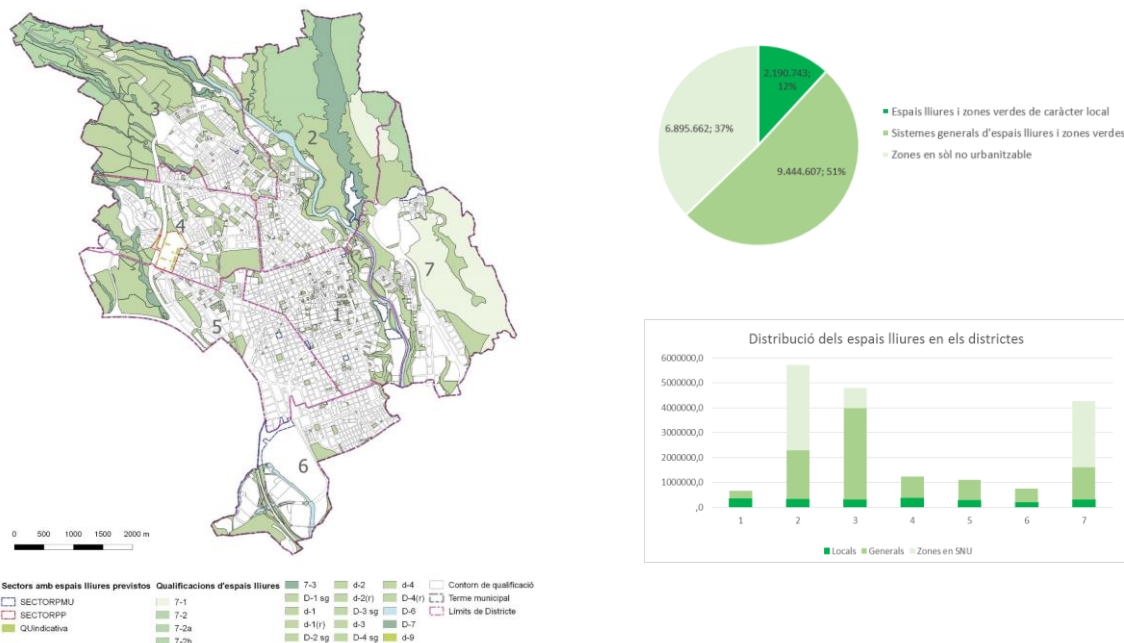 3
2
4
7
5
1
6
0 500 1000 1500 2000 m
Sectors amb espais lliures previstos
SECTORPMU
SECTORPP
QUindicativa
Qualificacions d'espais lliures
7-1
7-2
7-2a
7-2b
7-3
D-1 sg
d-1
d-1(r)
D-2 sg
d-2
d-2(r)
D-3 sg
d-3
D-4 sg
d-4
D-4(r)
D-6
D-7
d-9
Contorn de qualificació
Terme municipal
Límits de Districte
2.190.743;
12%
6.895.662; 37%
9.444.607; 51%
Espais lliures i zones verdes de caràcter local
Sistemes generals d'espais lliures i zones verdes
Zones en sòl no urbanitzable
Distribució dels espais lliures en els districtes
6000000,0
5000000,0
4000000,0
3000000,0
2000000,0
1000000,0
,0
1 2 3 4 5 6 7
Locals Generals Zones en SNU